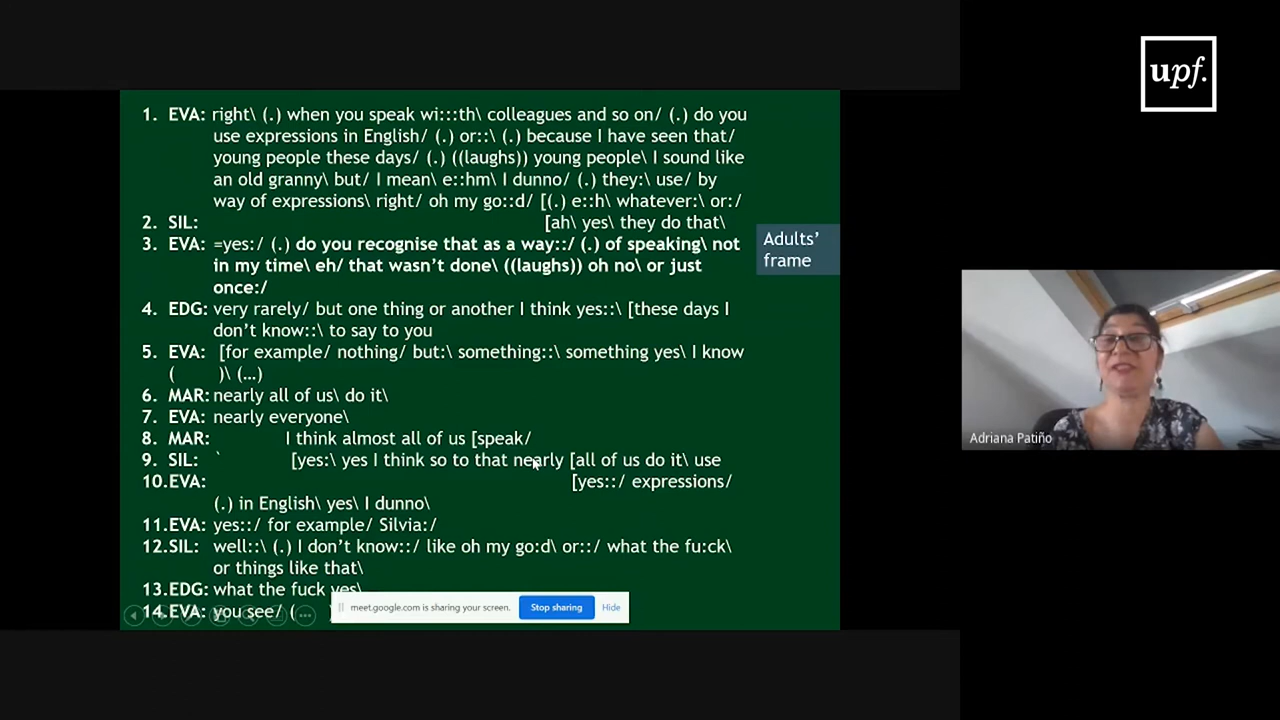 upf.
1. EVA: right\ (.) when you speak wi:::th\ colleagues and so on/ (.) do you
use expressions in English/ (.) or::\ (.) because I have seen that/
young people these days/ (.) ((laughs)) young people\ I sound like
an old granny\ but/ I mean\ e::hm\ I dunno/ (.) they:\ use/ by
way of expressions\ right/ oh my go::d/ [(.) e::h\ whatever:\ or:/
2. SIL: [ah\ yes\ they do that\
3. EVA: =yes:/ (.) do you recognise that as a way::/ (.) of speaking\ not
in my time\ eh/ that wasn't done\ ((laughs)) oh no\ or just
once:/
Adults'
frame
4. EDG: very rarely/ but one thing or another I think yes::\ [these days I
don't know::\ to say to you
5. EVA: [for example/ nothing/ but:\ something::\ something yes\ I know
( )\ (…)
6. MAR: nearly all of us\ do it\
7. EVA: nearly everyone\
8. MAR: I think almost all of us [speak/
9. SIL: ` [yes:\ yes I think so to that nearly [all of us do it\ use
10.EVA: [yes::/ expressions/
(.) in English\ yes\ I dunno\
11.EVA: yes::/ for example/ Silvia:/
12.SIL: well::\ (.) I don't know::/ like oh my go:d\ or::/ what the fu:ck\
or things like that\
13.EDG: what the fuck yes\
14.EVA: you see/ (
meet.google.com is sharing your screen. Stop sharing Hide
Adriana Patiño